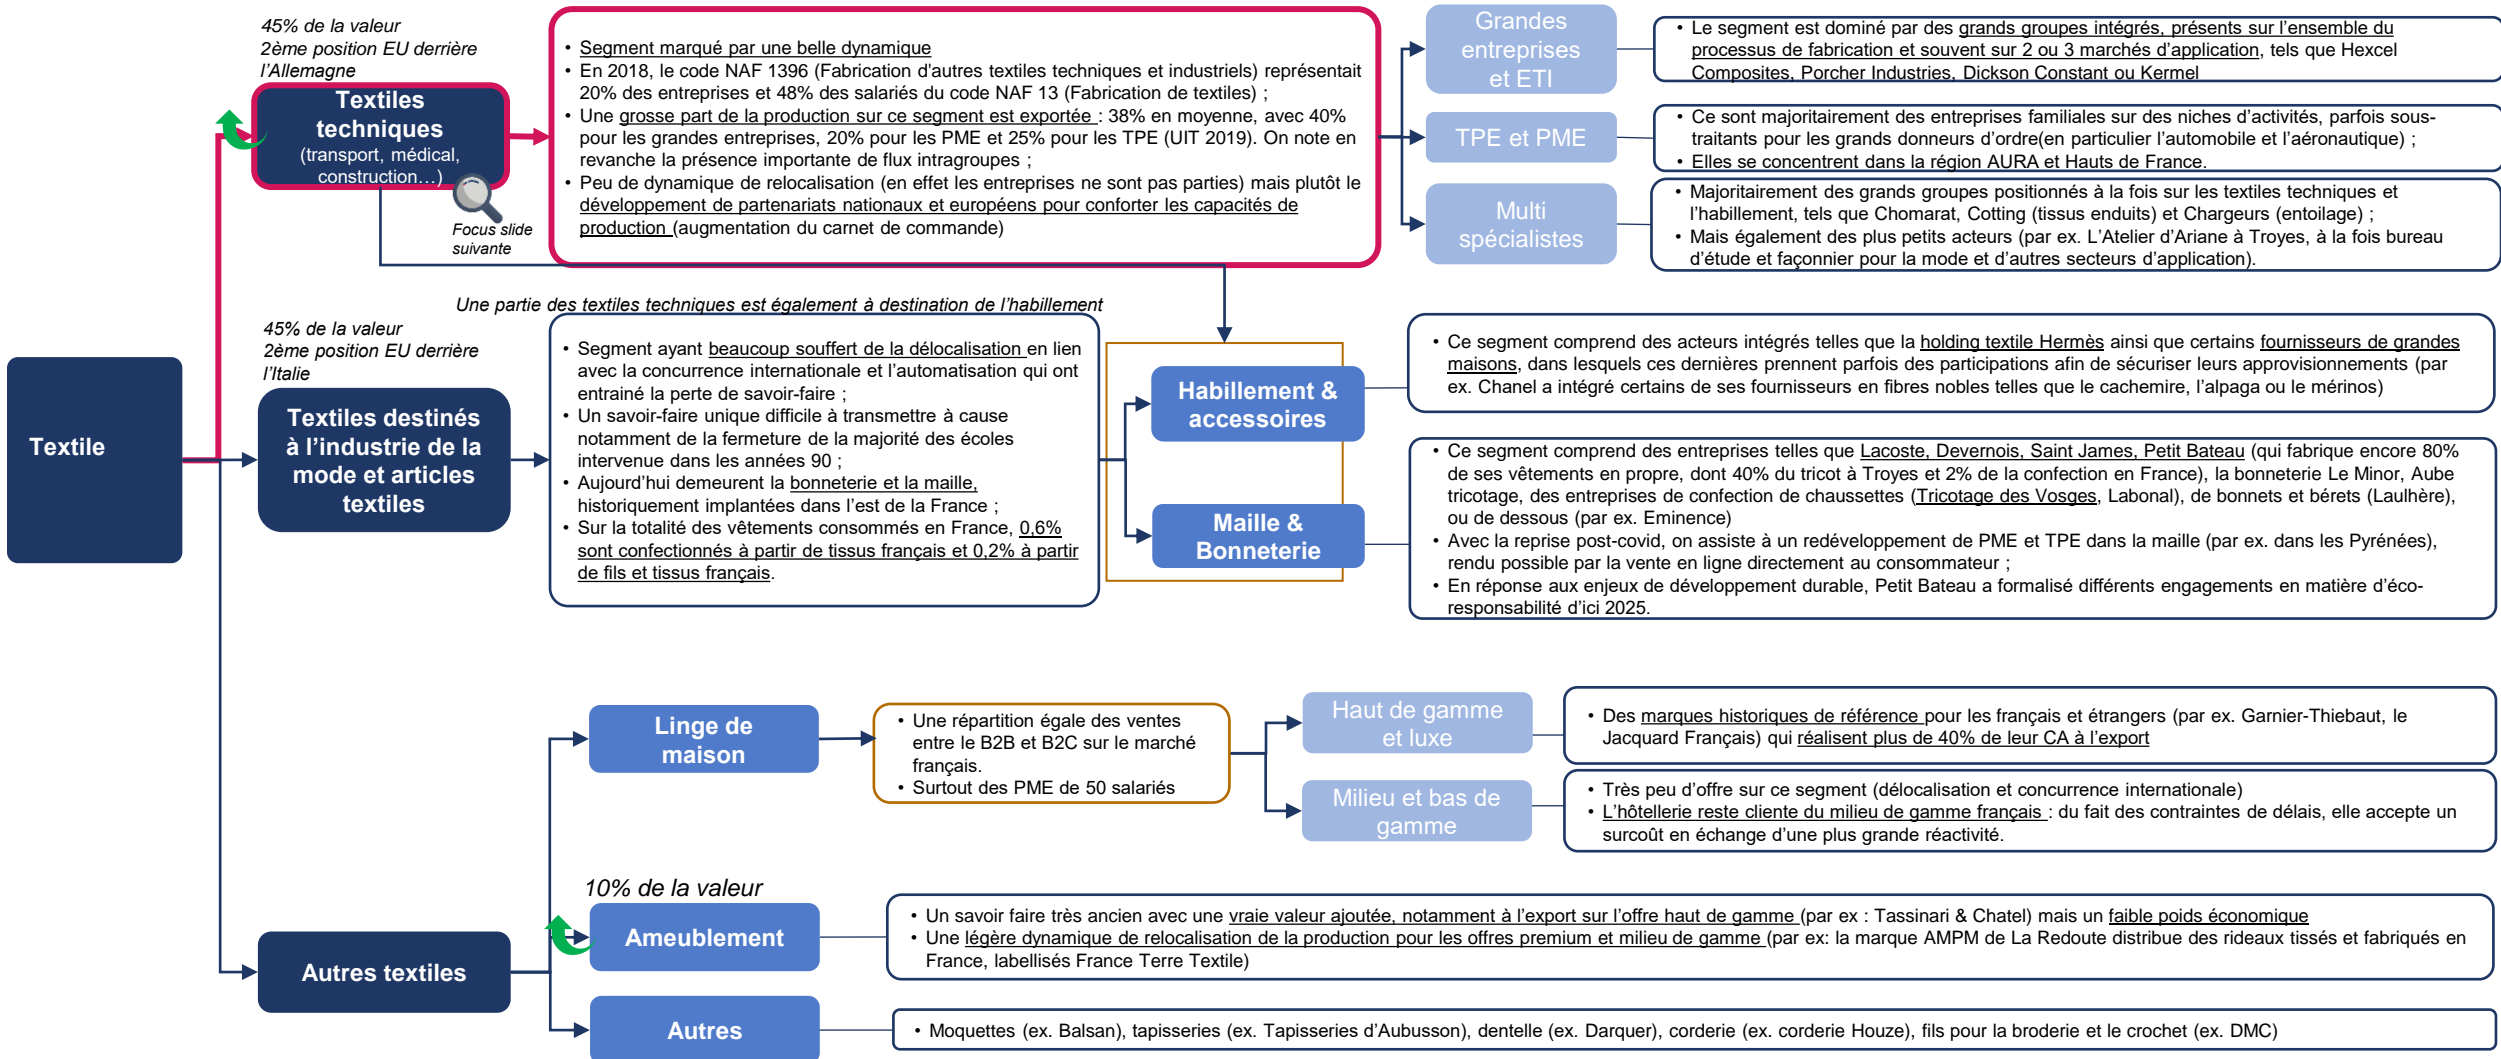 45% de la valeur
2ème position EU derrière
l'Allemagne
Textiles
techniques
(transport, médical,
construction…)
Focus slide
suivante
• Segment marqué par une belle dynamique
• En 2018, le code NAF 1396 (Fabrication d'autres textiles techniques et industriels) représentait
20% des entreprises et 48% des salariés du code NAF 13 (Fabrication de textiles) ;
• Une grosse part de la production sur ce segment est exportée : 38% en moyenne, avec 40%
pour les grandes entreprises, 20% pour les PME et 25% pour les TPE (UIT 2019). On note en
revanche la présence importante de flux intragroupes ;
• Peu de dynamique de relocalisation (en effet les entreprises ne sont pas parties) mais plutôt le
développement de partenariats nationaux et européens pour conforter les capacités de
production (augmentation du carnet de commande)
Grandes
entreprises
et ETI
• Le segment est dominé par des grands groupes intégrés, présents sur l'ensemble du
processus de fabrication et souvent sur 2 ou 3 marchés d'application, tels que Hexcel
Composites, Porcher Industries, Dickson Constant ou Kermel
TPE et PME
• Ce sont majoritairement des entreprises familiales sur des niches d'activités, parfois sous-
traitants pour les grands donneurs d'ordre(en particulier l'automobile et l'aéronautique) ;
• Elles se concentrent dans la région AURA et Hauts de France.
Multi
spécialistes
• Majoritairement des grands groupes positionnés à la fois sur les textiles techniques et
l'habillement, tels que Chomarat, Cotting (tissus enduits) et Chargeurs (entoilage) ;
• Mais également des plus petits acteurs (par ex. L'Atelier d'Ariane à Troyes, à la fois bureau
d'étude et façonnier pour la mode et d'autres secteurs d'application).
Une partie des textiles techniques est également à destination de l'habillement
Textile
45% de la valeur
2ème position EU derrière
l'Italie
Textiles destinés
à l'industrie de la
mode et articles
textiles
• Segment ayant beaucoup souffert de la délocalisation en lien
avec la concurrence internationale et l'automatisation qui ont
entrainé la perte de savoir-faire ;
• Un savoir-faire unique difficile à transmettre à cause
notamment de la fermeture de la majorité des écoles
intervenue dans les années 90 ;
• Aujourd'hui demeurent la bonneterie et la maille,
historiquement implantées dans l'est de la France ;
• Sur la totalité des vêtements consommés en France, 0,6%
sont confectionnés à partir de tissus français et 0,2% à partir
de fils et tissus français.
Habillement &
accessoires
• Ce segment comprend des acteurs intégrés telles que la holding textile Hermès ainsi que certains fournisseurs de grandes
maisons, dans lesquels ces dernières prennent parfois des participations afin de sécuriser leurs approvisionnements (par
ex. Chanel a intégré certains de ses fournisseurs en fibres nobles telles que le cachemire, l'alpaga ou le mérinos)
Maille &
Bonneterie
• Ce segment comprend des entreprises telles que Lacoste, Devernois, Saint James, Petit Bateau (qui fabrique encore 80%
de ses vêtements en propre, dont 40% du tricot à Troyes et 2% de la confection en France), la bonneterie Le Minor, Aube
tricotage, des entreprises de confection de chaussettes (Tricotage des Vosges, Labonal), de bonnets et bérets (Laulhère),
ou de dessous (par ex. Eminence)
• Avec la reprise post-covid, on assiste à un redéveloppement de PME et TPE dans la maille (par ex. dans les Pyrénées),
rendu possible par la vente en ligne directement au consommateur ;
• En réponse aux enjeux de développement durable, Petit Bateau a formalisé différents engagements en matière d'éco-
responsabilité d'ici 2025.
Autres textiles
Linge de
maison
• Une répartition égale des ventes
entre le B2B et B2C sur le marché
français.
• Surtout des PME de 50 salariés
Haut de gamme
et luxe
• Des marques historiques de référence pour les français et étrangers (par ex. Garnier-Thiebaut, le
Jacquard Français) qui réalisent plus de 40% de leur CA à l'export
Milieu et bas de
gamme
• Très peu d'offre sur ce segment (délocalisation et concurrence internationale)
• L'hôtellerie reste cliente du milieu de gamme français : du fait des contraintes de délais, elle accepte un
surcoût en échange d'une plus grande réactivité.
10% de la valeur
Ameublement
• Un savoir faire très ancien avec une vraie valeur ajoutée, notamment à l'export sur l'offre haut de gamme (par ex : Tassinari & Chatel) mais un faible poids économique
• Une légère dynamique de relocalisation de la production pour les offres premium et milieu de gamme (par ex: la marque AMPM de La Redoute distribue des rideaux tissés et fabriqués en
France, labellisés France Terre Textile)
Autres
• Moquettes (ex. Balsan), tapisseries (ex. Tapisseries d'Aubusson), dentelle (ex. Darquer), corderie (ex. corderie Houze), fils pour la broderie et le crochet (ex. DMC)